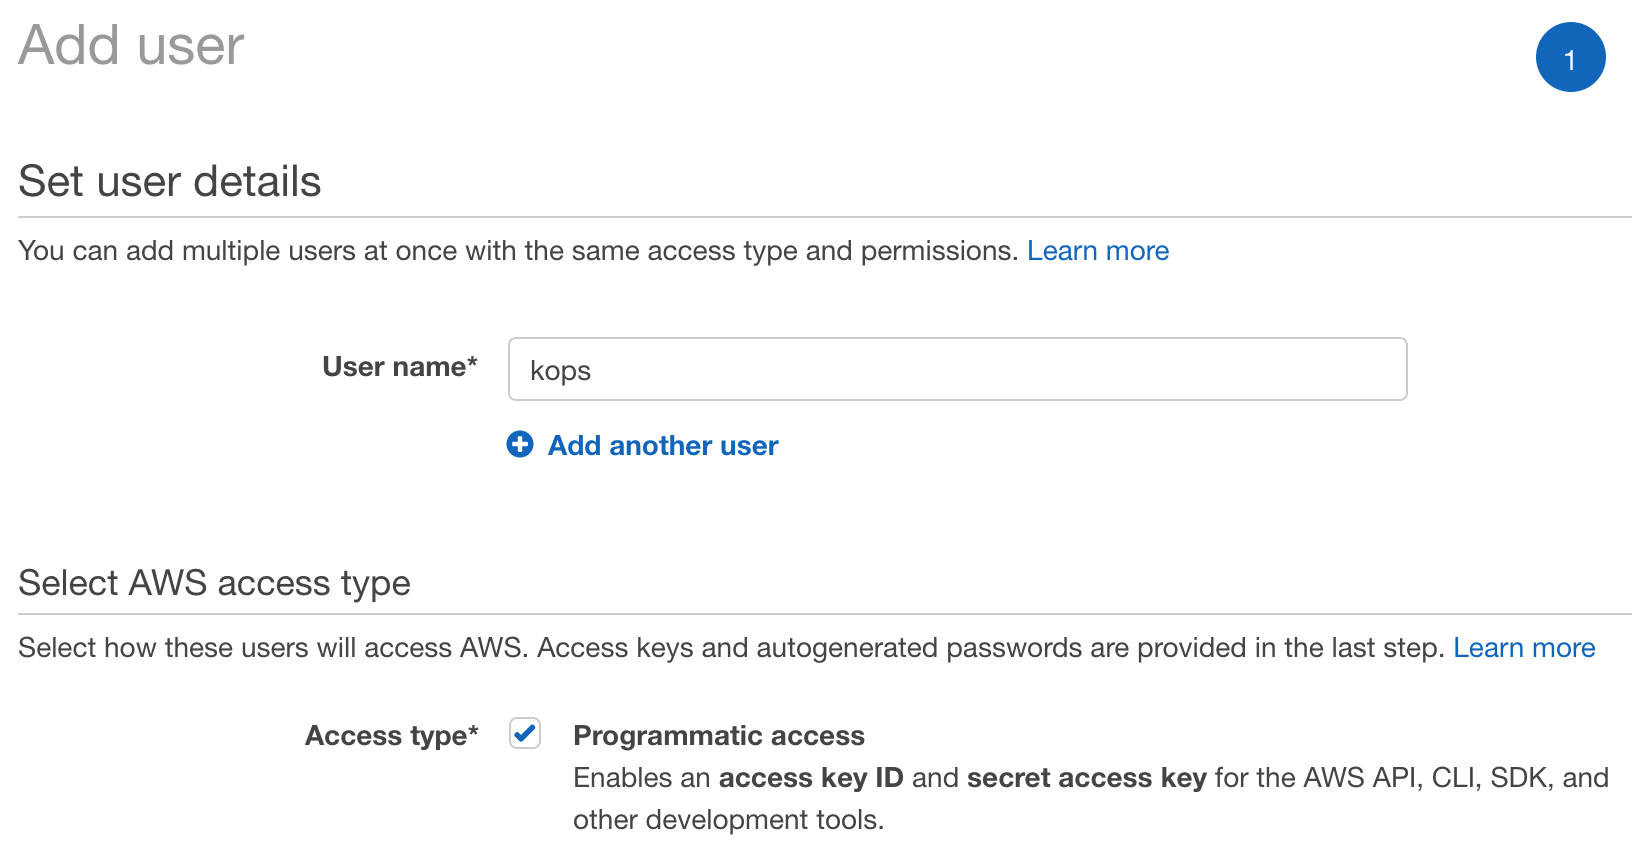 Add user
1
Set user details
You can add multiple users at once with the same access type and permissions. Learn more
User name*
kops
Add another user
Select AWS access type
Select how these users will access AWS. Access keys and autogenerated passwords are provided in the last step. Learn more
Access type*
Programmatic access
Enables an access key ID and secret access key for the AWS API, CLI, SDK, and
other development tools.